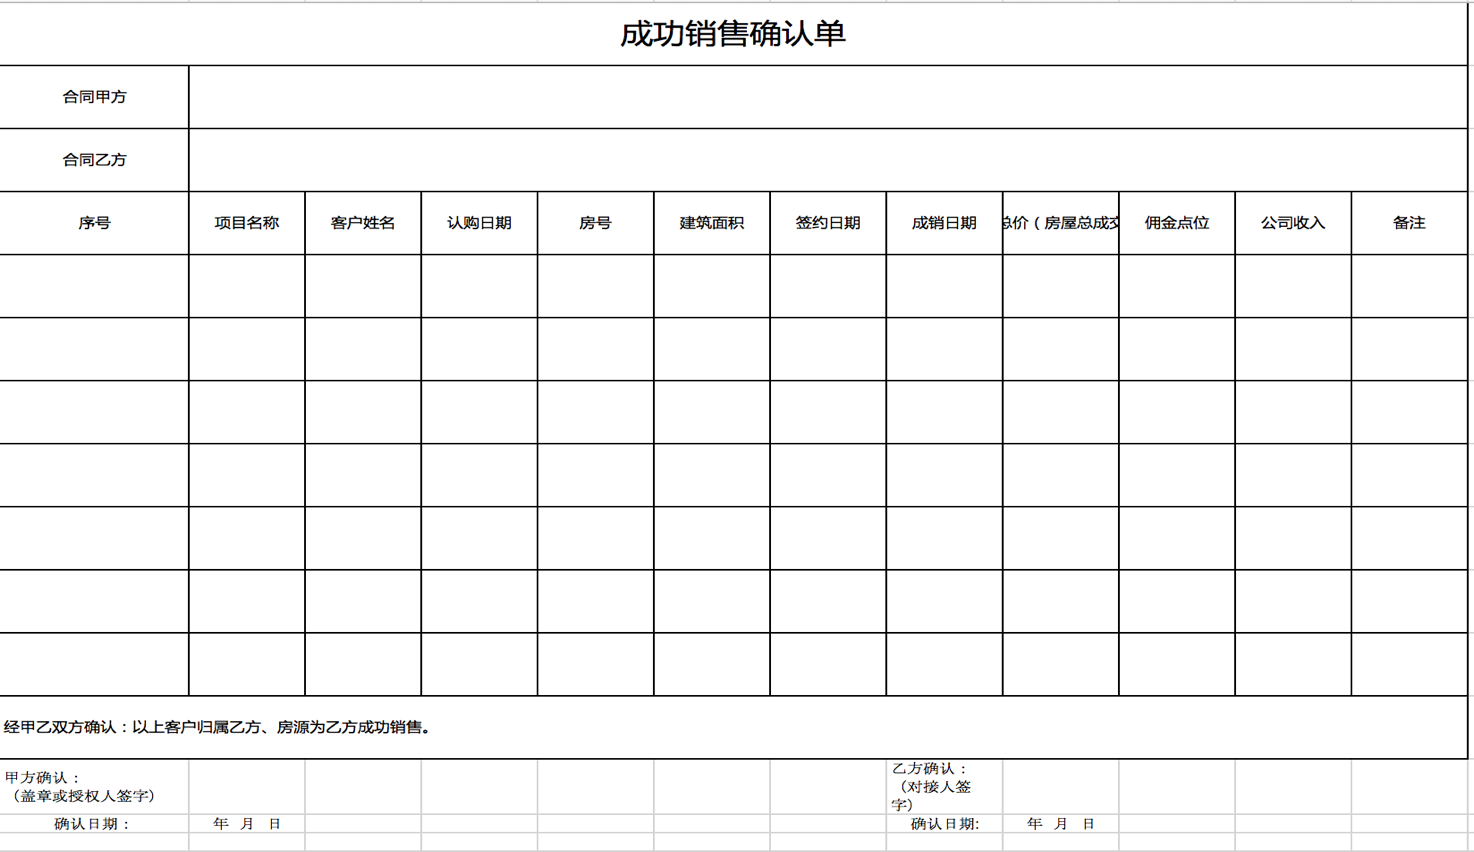 成功销售确认单
合同甲方
合同乙方
序号 项目名称 客户姓名 认购日期 房号 建筑面积 签约日期 成销日期 总价（房屋总成交 佣金点位 公司收入 备注
经甲乙双方确认：以上客户归属乙方、房源为乙方成功销售。
甲方确认：
（盖章或授权人签字）
乙方确认：
（对接人签
字）
确认日期： 年 月 日 确认日期: 年 月 日